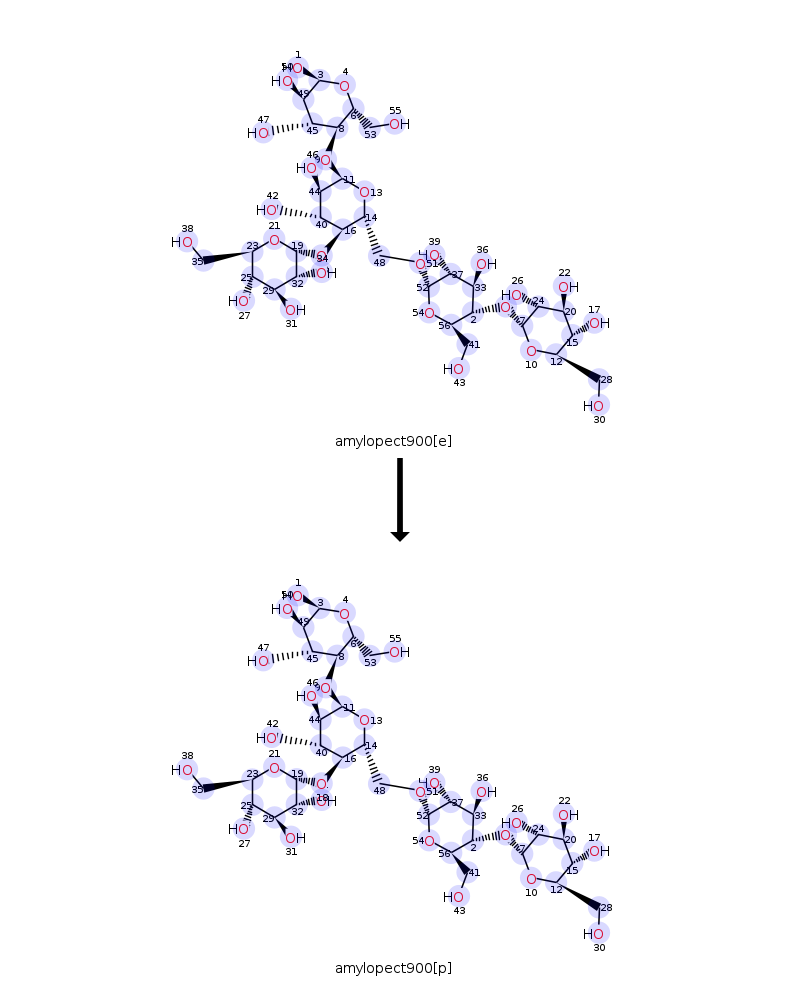 1
50 HO 3 4
HO O
49 6 55
47 OH
HO 45 8 53
46 9 O
HO 11
44 O 13
42
HO 14
40 16
38 39 36
HO 21 H O OH
O 19 37
23 34 48 O 51 26 22
35 OH 52 33 OH
25 32 H O 24
29 O 17
HO OH 54 O 2 7 20 OH
27 31 56 15
41 O 12
10
HO 28
43
HO
30
amylopect900[e]
1
50 HO 3 4
HO O
49 6 55
47 OH
HO 45 8 53
46 9 O
HO 11
44 O 13
42
HO 14
40 16
38 39 36
HO 21 H O OH
O 19 37
23 O 48 O 51 26 22
35 18 OH 52 33 OH
25 32 H O 24
29 O 17
HO OH 54 O 2 7 20 OH
27 31 56 15
41 O 12
10
HO 28
43
HO
30
amylopect900[p]